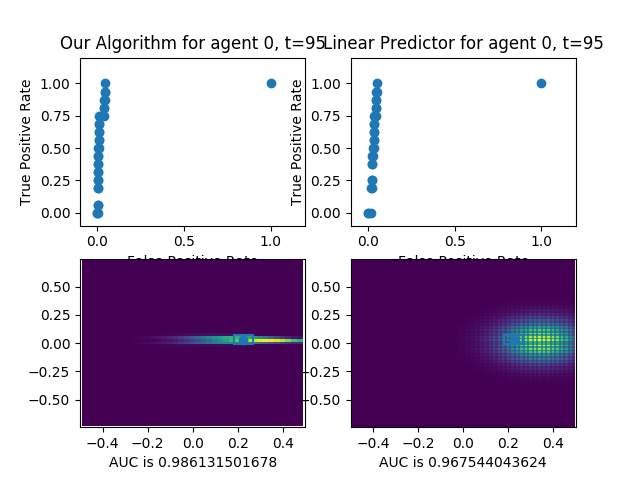 Our Algorithm for agent 0, t=95
Linear Predictor for agent 0, t=95
True Positive Rate
1.00
0.75
0.50
0.25
0.00
0.0 0.5 1.0
False Positive Rate
True Positive Rate
1.00
0.75
0.50
0.25
0.00
0.0 0.5 1.0
False Positive Rate
0.50
0.25
0.00
−0.25
−0.50
−0.4 −0.2 0.0 0.2 0.4
AUC is 0.986131501678
0.50
0.25
0.00
−0.25
−0.50
−0.4 −0.2 0.0 0.2 0.4
AUC is 0.967544043624